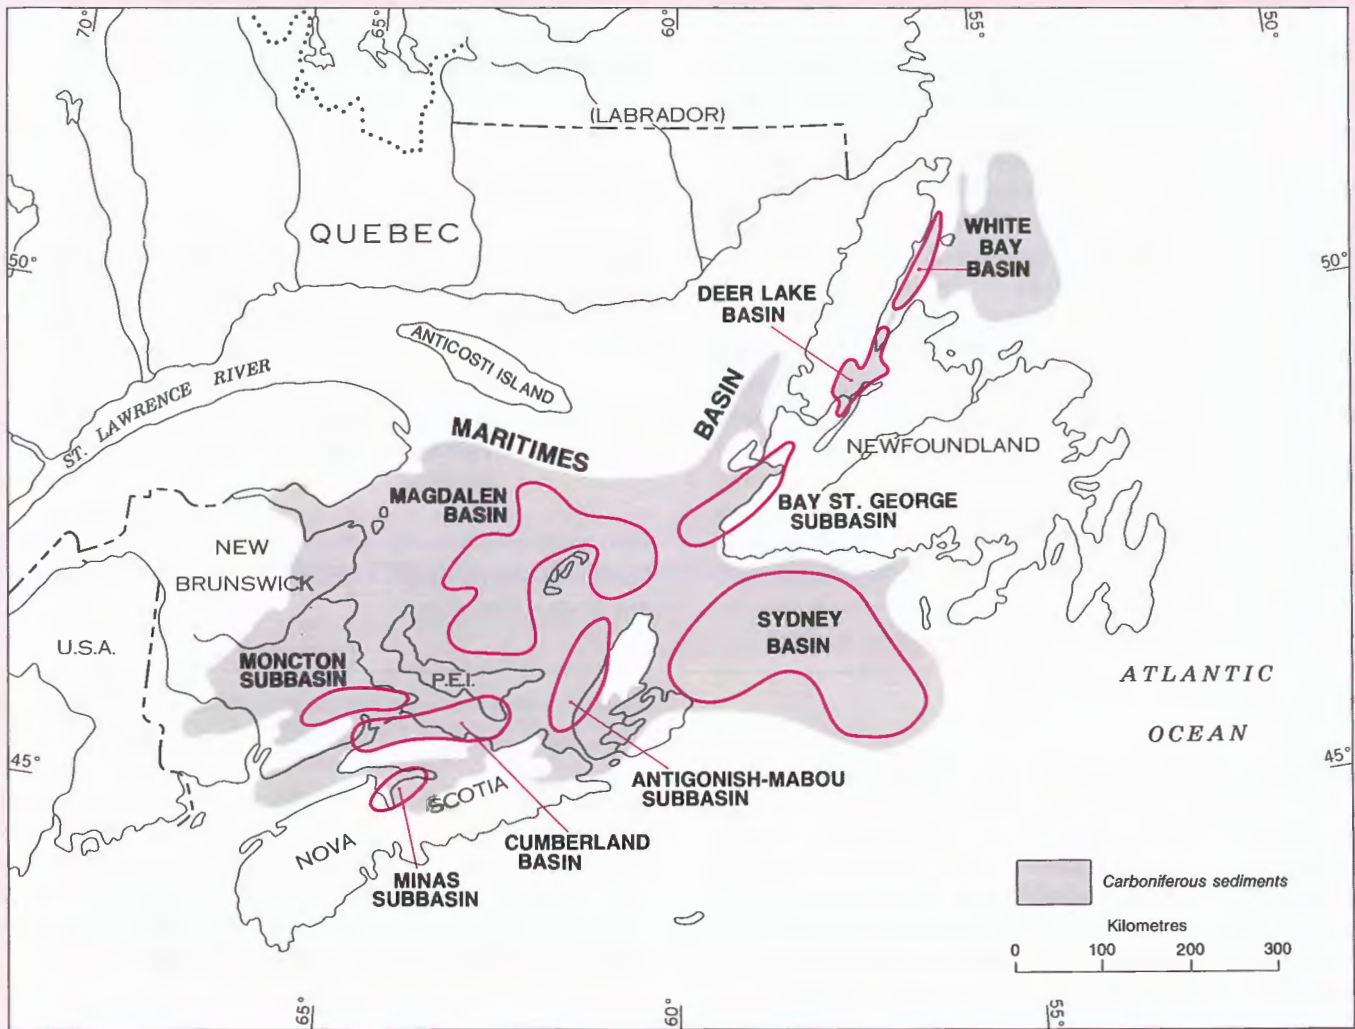 70°
65°
60°
55°
50°
(LABRADOR)
QUEBEC
WHITE
BAY
BASIN
50°
50°
DEER LAKE
BASIN
ANTICOSTI ISLAND
ST. LAWRENCE RIVER
MARITIMES BASIN
NEWFOUNDLAND
MAGDALEN
BASIN
BAY ST. GEORGE
SUBBASIN
NEW
BRUNSWICK
U.S.A.
SYDNEY
BASIN
MONCTON
SUBBASIN
P.E.I.
ATLANTIC
OCEAN
45°
45°
ANTIGONISH-MABOU
SUBBASIN
NOVA SCOTIA
CUMBERLAND
BASIN
MINAS
SUBBASIN
Carboniferous sediments
Kilometres
0 100 200 300
65°
60°
55°